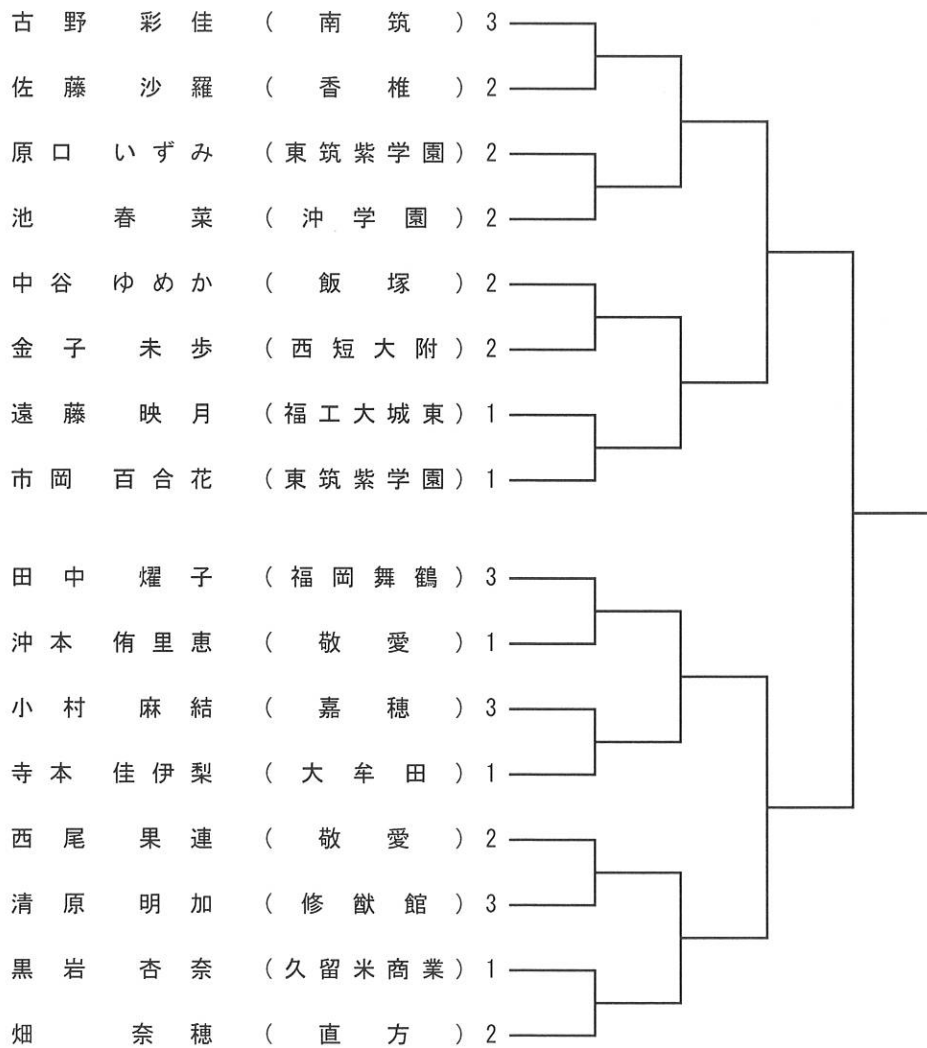 古野 彩佳 (南筑) 3
佐藤 沙羅 (香椎) 2
原口 いずみ (東筑紫学園) 2
池 春菜 (沖学園) 2
中谷 ゆめか (飯塚) 2
金子 未歩 (西短大附) 2
遠藤 映月 (福工大城東) 1
市岡 百合花 (東筑紫学園) 1
田中 燿子 (福岡舞鶴) 3
沖本 侑里恵 (敬愛) 1
小村 麻結 (嘉穂) 3
寺本 佳伊梨 (大牟田) 1
西尾 果連 (敬愛) 2
清原 明加 (修猷館) 3
黒岩 杏奈 (久留米商業) 1
畑 奈穂 (直方) 2